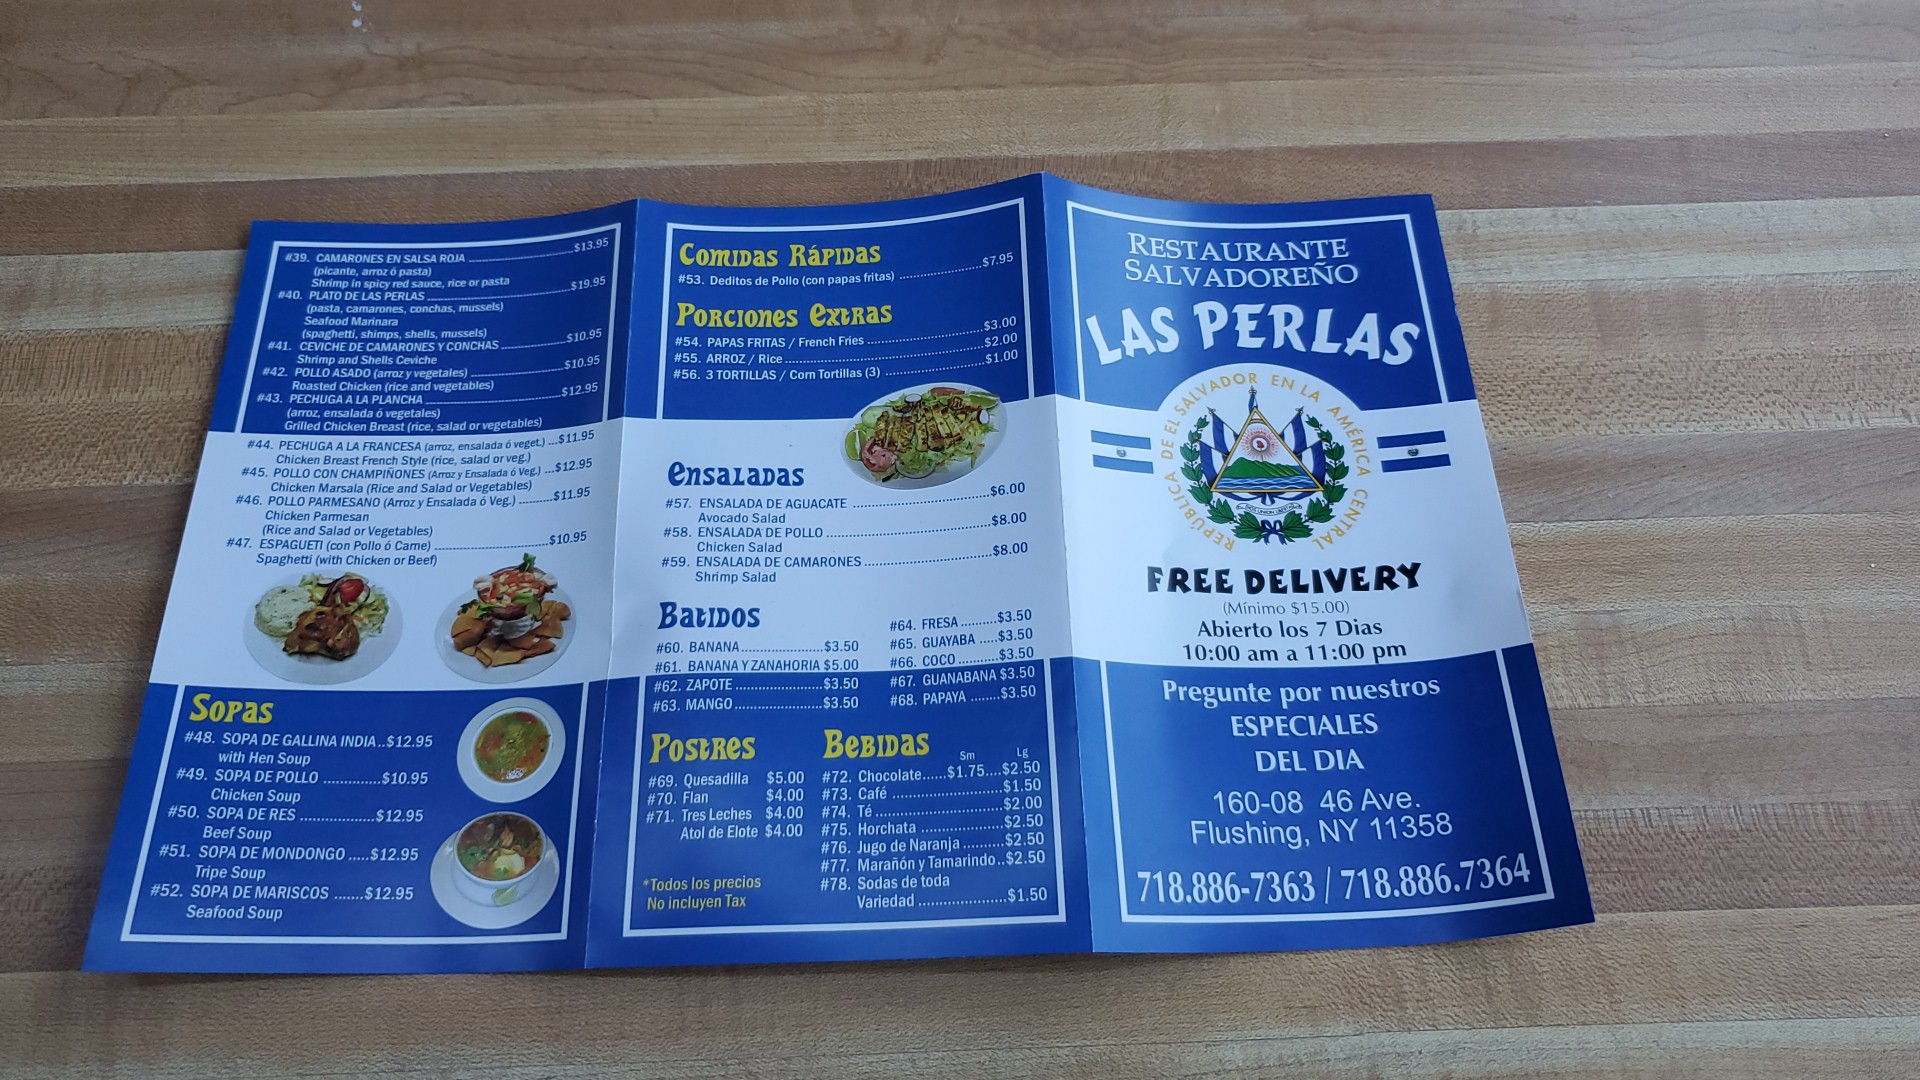 #39. CAMARONES EN SALSA ROJA ........ $13.95
(picante, arroz ó pasta)
Shrimp in spicy red sauce, rice or pasta
#40. PLATO DE LAS PERLAS ........ $19.95
(pasta, camarones, conchas, mussels)
Seafood Marinara
(spaghetti, shimps, shells, mussels)
#41. CEVICHE DE CAMARONES Y CONCHAS ........ $10.95
Shrimp and Shells Ceviche
#42. POLLO ASADO (arroz y vegetales) ........ $10.95
Roasted Chicken (rice and vegetables)
#43. PECHUGA A LA PLANCHA ........ $12.95
(arroz, ensalada ó vegetales)
Grilled Chicken Breast (rice, salad or vegetables)
#44. PECHUGA A LA FRANCESA (arroz, ensalada ó veget.) ...$11.95
Chicken Breast French Style (rice, salad or veg.)
#45. POLLO CON CHAMPIÑONES (Arroz y Ensalada ó Veg.) ...$12.95
Chicken Marsala (Rice and Salad or Vegetables)
#46. POLLO PARMESANO (Arroz y Ensalada ó Veg.) ..........$11.95
Chicken Parmesan
(Rice and Salad or Vegetables)
#47. ESPAGUETI (con Pollo ó Carne) ........ $10.95
Spaghetti (with Chicken or Beef)
SOPAS
#48. SOPA DE GALLINA INDIA..$12.95
with Hen Soup
#49. SOPA DE POLLO ..............$10.95
Chicken Soup
#50. SOPA DE RES ..................$12.95
Beef Soup
#51. SOPA DE MONDONGO .....$12.95
Tripe Soup
#52. SOPA DE MARISCOS .......$12.95
Seafood Soup
COMIDAS RÁPIDAS
#53. Deditos de Pollo (con papas fritas) ........ $7.95
PORCIONES EXTRAS
#54. PAPAS FRITAS / French Fries ........ $3.00
#55. ARROZ / Rice ........ $2.00
#56. 3 TORTILLAS / Corn Tortillas (3) ........ $1.00
ENSALADAS
#57. ENSALADA DE AGUACATE ........ $6.00
Avocado Salad
#58. ENSALADA DE POLLO ........ $8.00
Chicken Salad
#59. ENSALADA DE CAMARONES ........ $8.00
Shrimp Salad
BATIDOS
#60. BANANA........ $3.50
#61. BANANA Y ZANAHORIA $5.00
#62. ZAPOTE ........ $3.50
#63. MANGO ........ $3.50
#64. FRESA ..........$3.50
#65. GUAYABA .....$3.50
#66. COCO ...........$3.50
#67. GUANABANA $3.50
#68. PAPAYA ........$3.50
POSTRES
#69. Quesadilla $5.00
#70. Flan $4.00
#71. Tres Leches $4.00
Atol de Elote $4.00
*Todos los precios
No incluyen Tax
BEBIDAS
Sm Lg
#72. Chocolate......$1.75....$2.50
#73. Café ........ $1.50
#74. Té ........ $2.00
#75. Horchata ........ $2.50
#76. Jugo de Naranja ..........$2.50
#77. Marañón y Tamarindo..$2.50
#78. Sodas de toda
Variedad ........ $1.50
RESTAURANTE
SALVADOREÑO
LAS PERLAS
REPÚBLICA DE EL SALVADOR EN LA AMÉRICA CENTRAL
DIOS UNION LIBERTAD
FREE DELIVERY
(Mínimo $15.00)
Abierto los 7 Dias
10:00 am a 11:00 pm
Pregunte por nuestros
ESPECIALES
DEL DIA
160-08 46 Ave.
Flushing, NY 11358
718.886-7363 / 718.886.7364